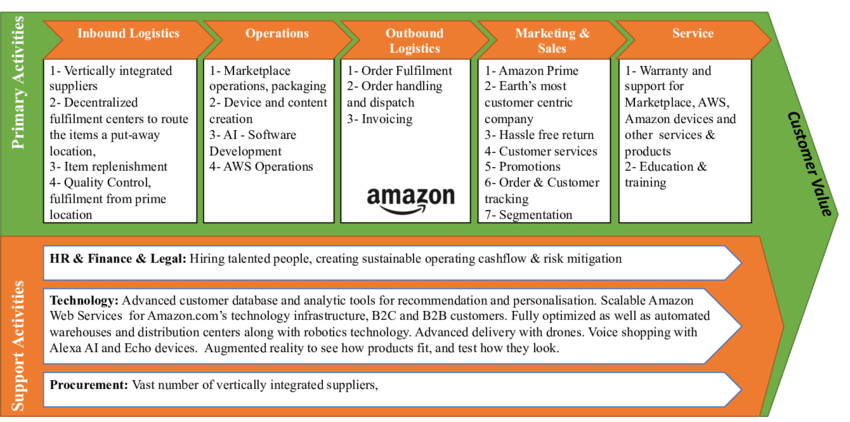 Primary Activities
Inbound Logistics
1- Vertically integrated
suppliers
2- Decentralized
fulfilment centers to route
the items a put-away
location,
3- Item replenishment
4- Quality Control,
fulfilment from prime
location
Operations
1- Marketplace
operations, packaging
2- Device and content
creation
3- AI - Software
Development
4- AWS Operations
Outbound
Logistics
1- Order Fulfilment
2- Order handling
and dispatch
3- Invoicing
amazon
Marketing &
Sales
1- Amazon Prime
2- Earth's most
customer centric
company
3- Hassle free return
4- Customer services
5- Promotions
6- Order & Customer
tracking
7- Segmentation
Service
1- Warranty and
support for
Marketplace, AWS,
Amazon devices and
other services &
products
2- Education &
training
Customer Value
Support Activities
HR & Finance & Legal: Hiring talented people, creating sustainable operating cashflow & risk mitigation
Technology: Advanced customer database and analytic tools for recommendation and personalisation. Scalable Amazon
Web Services for Amazon.com's technology infrastructure, B2C and B2B customers. Fully optimized as well as automated
warehouses and distribution centers along with robotics technology. Advanced delivery with drones. Voice shopping with
Alexa AI and Echo devices. Augmented reality to see how products fit, and test how they look.
Procurement: Vast number of vertically integrated suppliers,